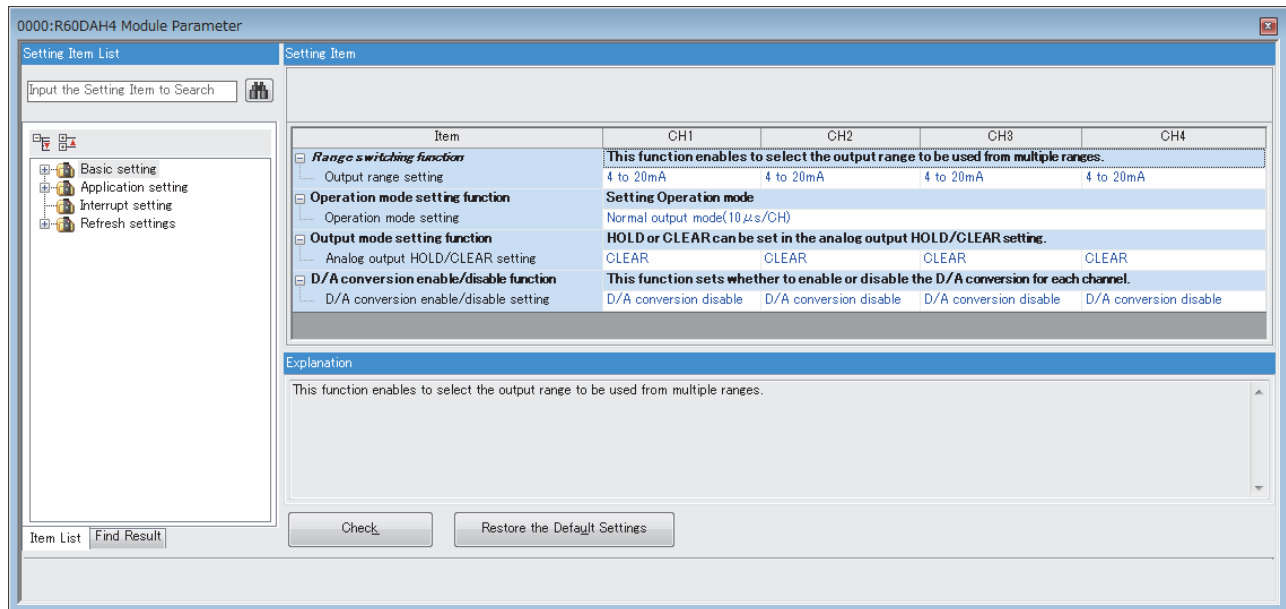 0000:R60DAH4 Module Parameter
Setting Item List
Input the Setting Item to Search
Basic setting
Application setting
Interrupt setting
Refresh settings
Item List Find Result
Setting Item
Item CH1 CH2 CH3 CH4
Range switching function This function enables to select the output range to be used from multiple ranges.
Output range setting 4 to 20mA 4 to 20mA 4 to 20mA 4 to 20mA
Operation mode setting function Setting Operation mode
Operation mode setting Normal output mode(10μs/CH)
Output mode setting function HOLD or CLEAR can be set in the analog output HOLD/CLEAR setting.
Analog output HOLD/CLEAR setting CLEAR CLEAR CLEAR CLEAR
D/A conversion enable/disable function This function sets whether to enable or disable the D/A conversion for each channel.
D/A conversion enable/disable setting D/A conversion disable D/A conversion disable D/A conversion disable D/A conversion disable
Explanation
This function enables to select the output range to be used from multiple ranges.
Check Restore the Default Settings